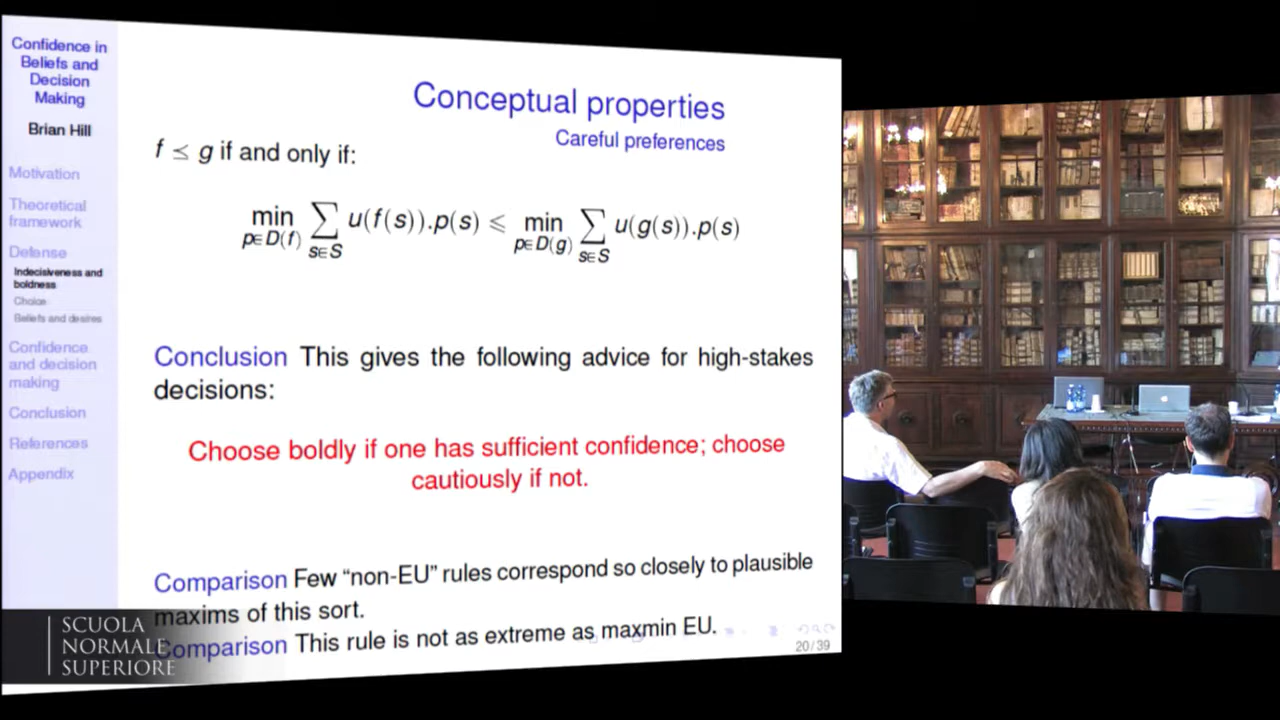 Confidence in
Beliefs and
Decision
Making
Brian Hill
Motivation
Theoretical
framework
Defense
Indecisiveness and
boldness
Choice
Beliefs and desires
Confidence
and decision
making
Conclusion
References
Appendix
Conceptual properties
Careful preferences
f ≤ g if and only if:
min_{p∈D(f)} ∑_{s∈S} u(f(s)).p(s) ⩽ min_{p∈D(g)} ∑_{s∈S} u(g(s)).p(s)
Conclusion This gives the following advice for high-stakes
decisions:
Choose boldly if one has sufficient confidence; choose
cautiously if not.
Comparison Few “non-EU” rules correspond so closely to plausible
maxims of this sort.
Comparison This rule is not as extreme as maxmin EU.
20/39
SCUOLA
NORMALE
SUPERIORE